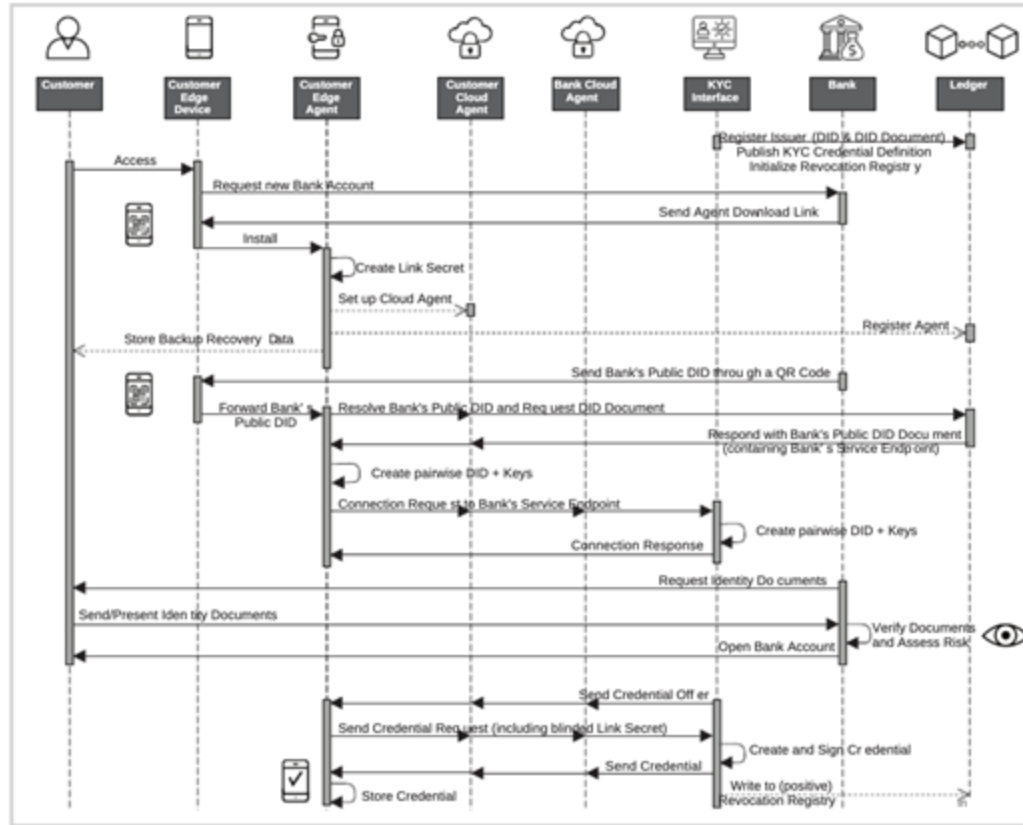 Customer
Customer
Edge
Device
Customer
Edge
Agent
Customer
Cloud
Agent
Bank Cloud
Agent
KYC
Interface
Bank
Ledger
Register Issuer (DID & DID Document)
Publish KYC Credential Definition
Initialize Revocation Registr y
Access
Request new Bank Account
Send Agent Download Link
Install
Create Link Secret
Set up Cloud Agent
Register Agent
Store Backup Recovery Data
Send Bank's Public DID throu gh a QR Code
Forward Bank' s
Public DID
Resolve Bank's Public DID and Req uest DID Document
Respond with Bank's Public DID Docu ment
(containing Bank' s Service Endp oint)
Create pairwise DID + Keys
Connection Reque st to Bank's Service Endpoint
Create pairwise DID + Keys
Connection Response
Request Identity Do cuments
Send/Present Iden tity Documents
Verify Documents
and Assess Risk
Open Bank Account
Send Credential Off er
Send Credential Req uest (including blinded Link Secret)
Create and Sign Cr edential
Send Credential
Write to (positive)
Revocation Registry
Store Credential